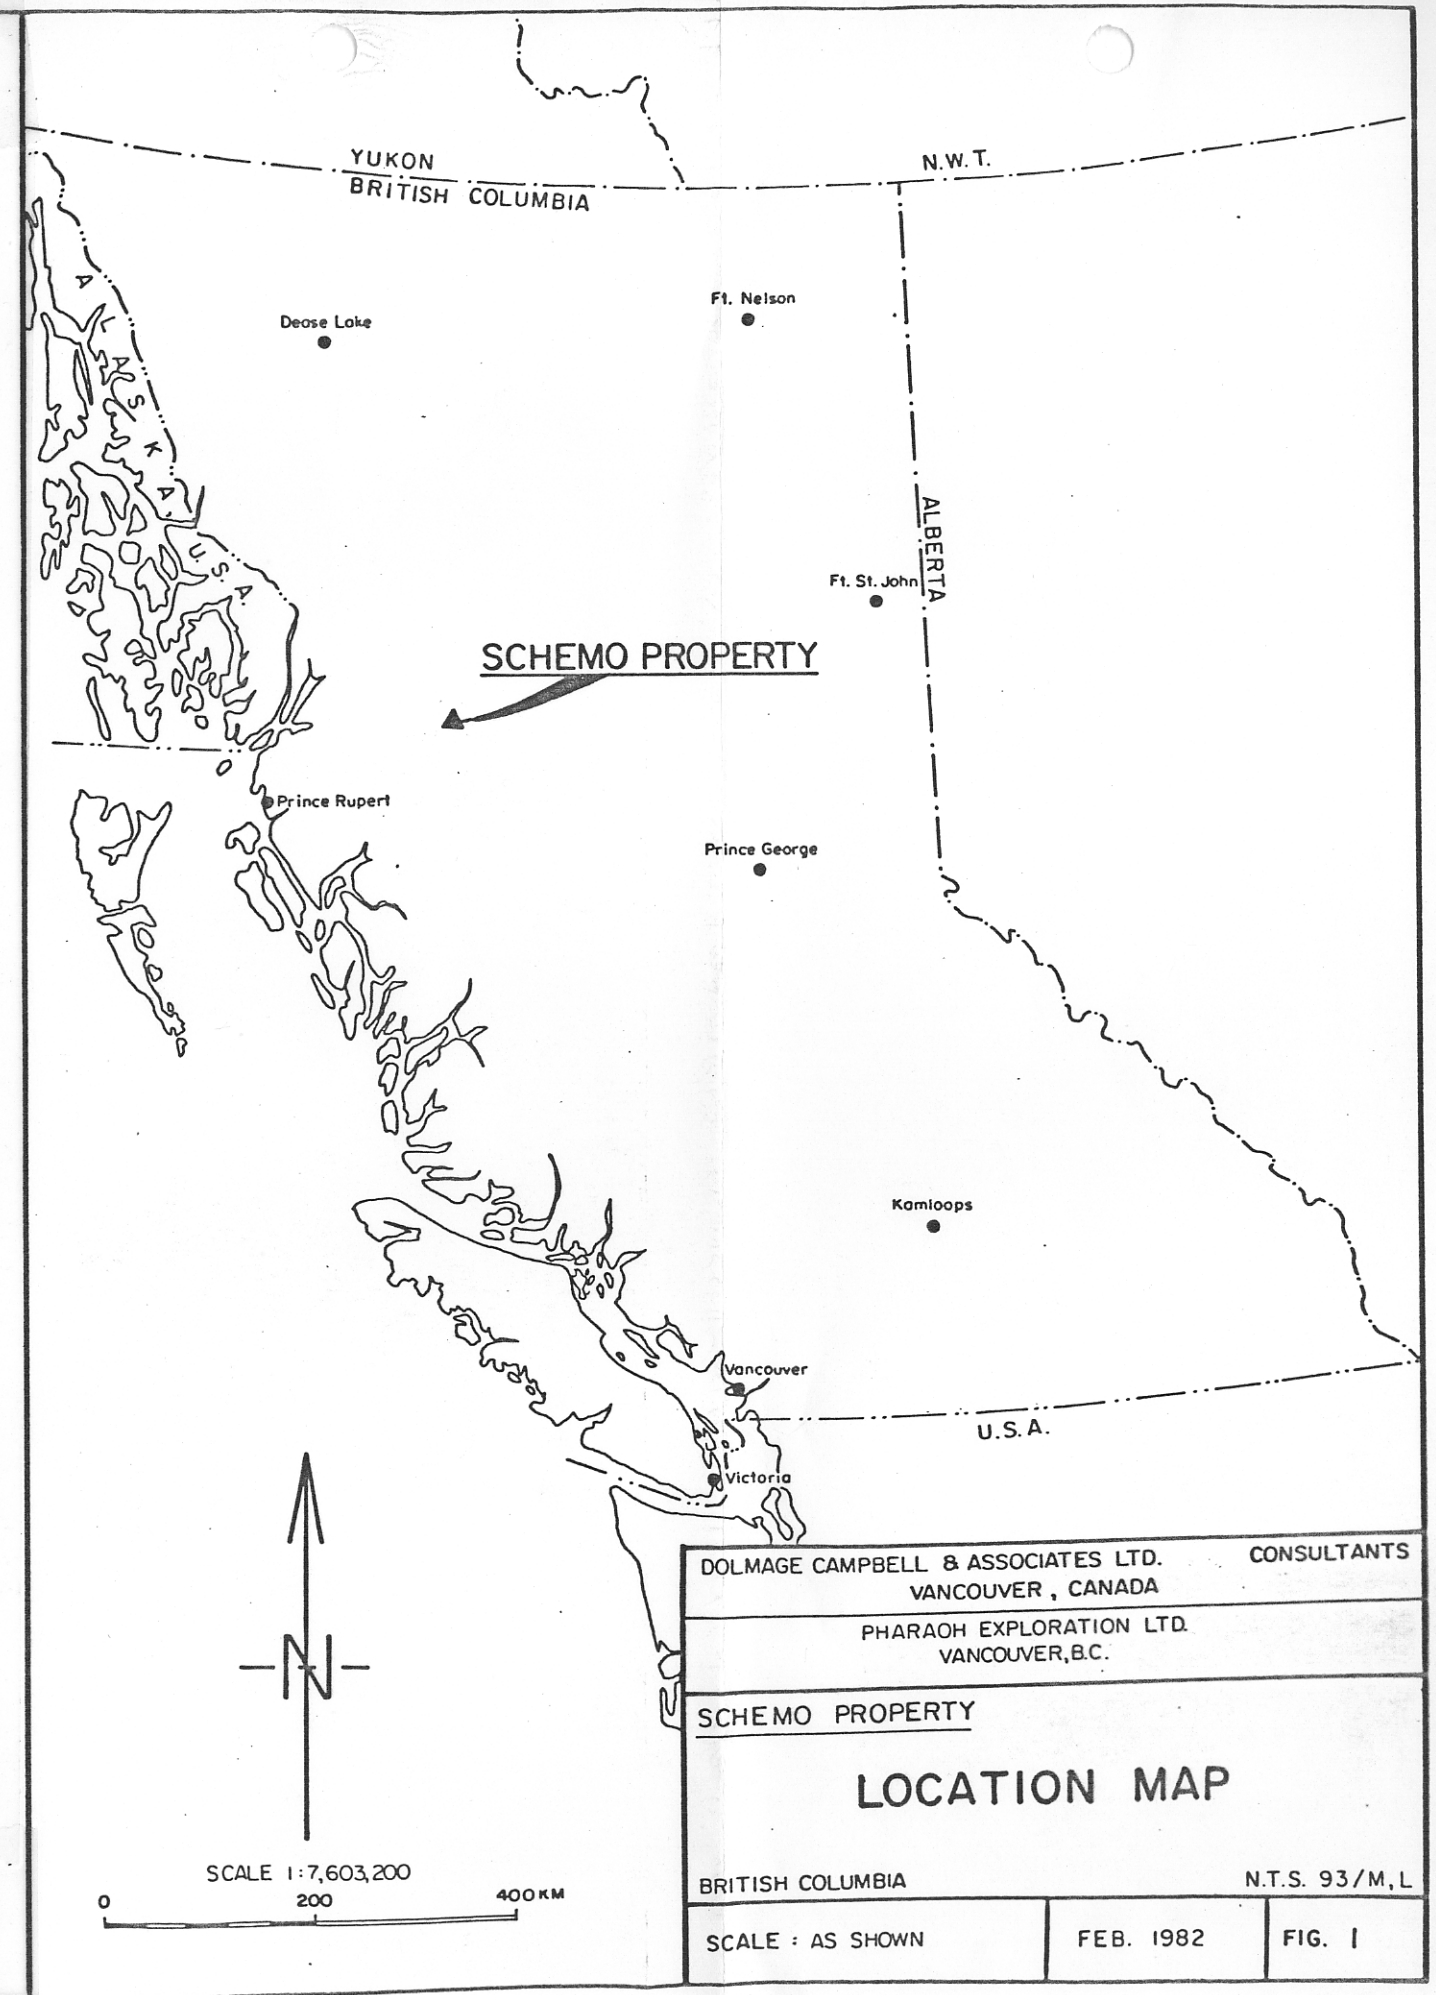 YUKON
BRITISH COLUMBIA
N.W.T.
ALASKA
U.S.A.
Dease Lake
Ft. Nelson
ALBERTA
Ft. St. John
SCHEMO PROPERTY
Prince Rupert
Prince George
Kamloops
Vancouver
U.S.A.
Victoria
N
SCALE 1:7,603,200
0 200 400 KM
DOLMAGE CAMPBELL & ASSOCIATES LTD. CONSULTANTS
VANCOUVER, CANADA
PHARAOH EXPLORATION LTD.
VANCOUVER, B.C.
SCHEMO PROPERTY
LOCATION MAP
BRITISH COLUMBIA N.T.S. 93/M, L
SCALE : AS SHOWN FEB. 1982 FIG. 1